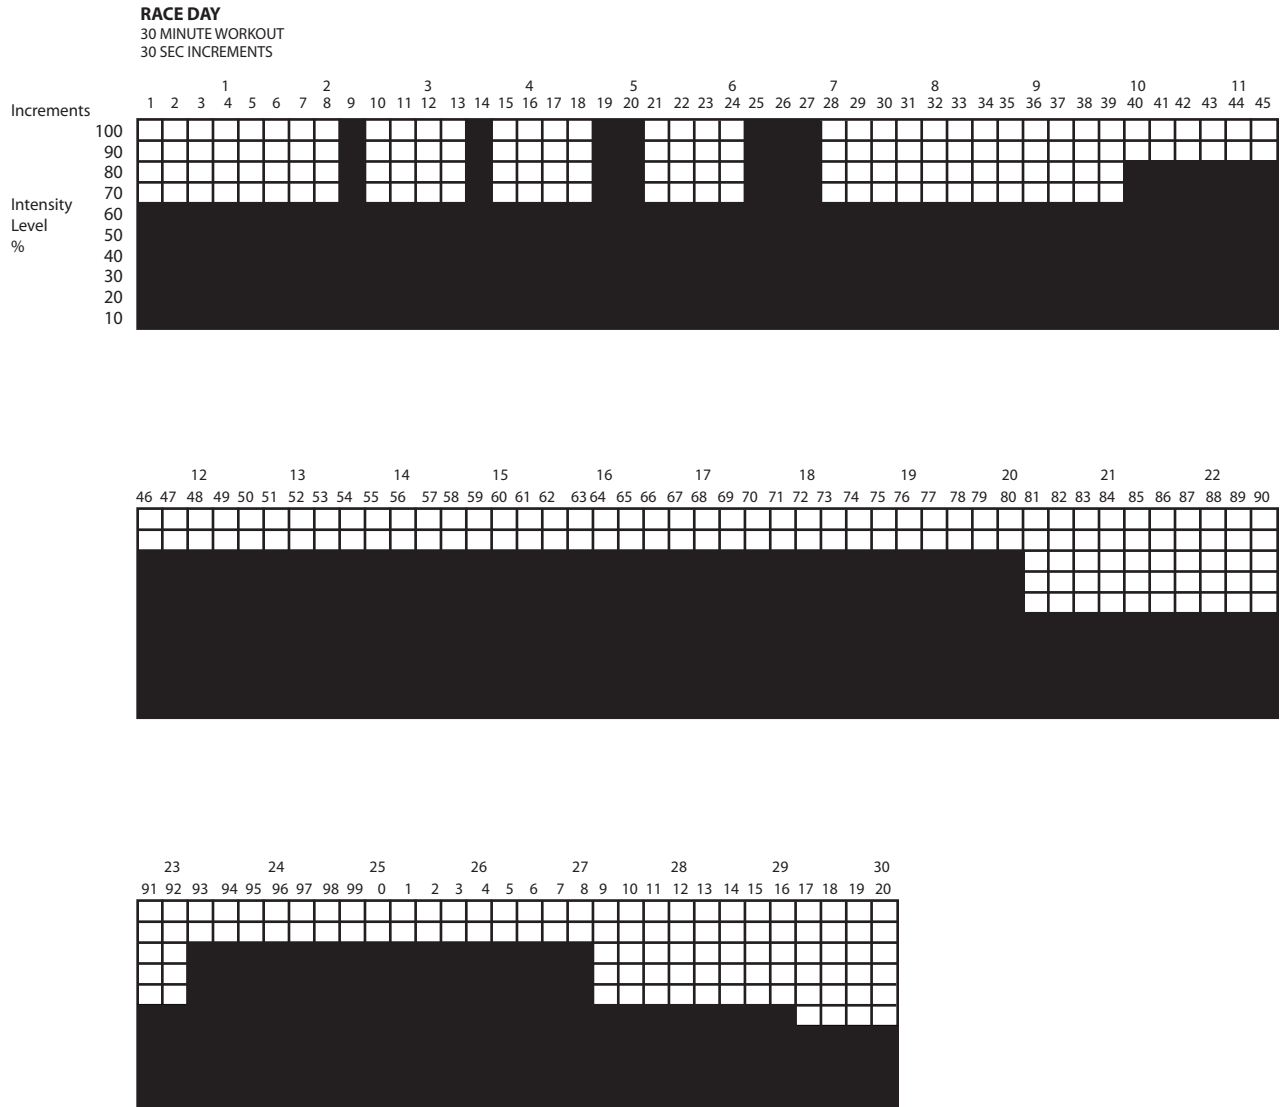 RACE DAY
30 MINUTE WORKOUT
30 SEC INCREMENTS
1 2 3 4 5 6 7 8 9 10 11
Increments 1 2 3 4 5 6 7 8 9 10 11 12 13 14 15 16 17 18 19 20 21 22 23 24 25 26 27 28 29 30 31 32 33 34 35 36 37 38 39 40 41 42 43 44 45
100
90
80
70
Intensity 60
Level 50
% 40
30
20
10
12 13 14 15 16 17 18 19 20 21 22
46 47 48 49 50 51 52 53 54 55 56 57 58 59 60 61 62 63 64 65 66 67 68 69 70 71 72 73 74 75 76 77 78 79 80 81 82 83 84 85 86 87 88 89 90
23 24 25 26 27 28 29 30
91 92 93 94 95 96 97 98 99 0 1 2 3 4 5 6 7 8 9 10 11 12 13 14 15 16 17 18 19 20